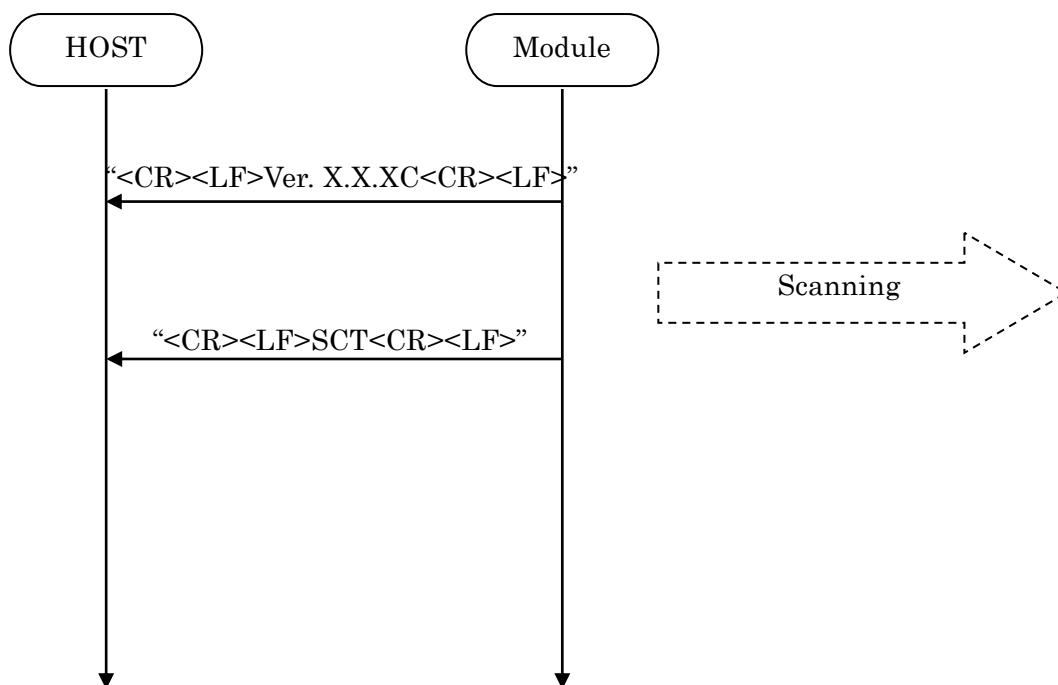 HOST
Module
“<CR><LF>Ver. X.X.XC<CR><LF>”
Scanning
“<CR><LF>SCT<CR><LF>”